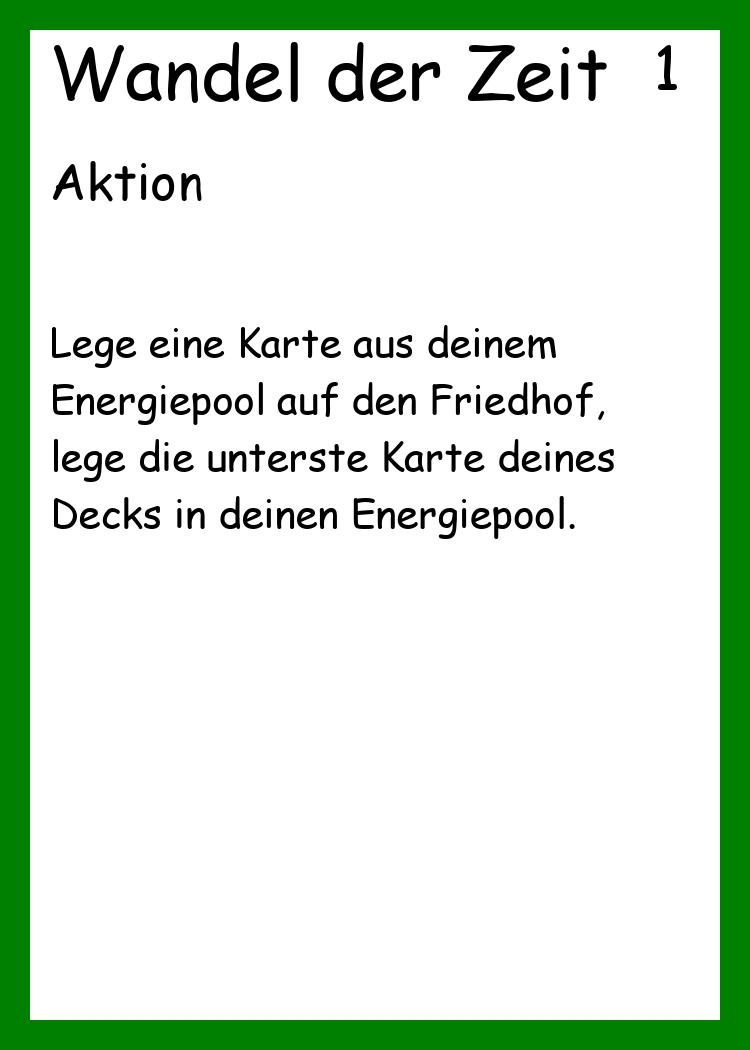 Wandel der Zeit 1
Aktion
Lege eine Karte aus deinem
Energiepool auf den Friedhof,
lege die unterste Karte deines
Decks in deinen Energiepool.